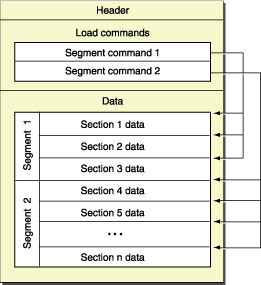 Header
Load commands
Segment command 1
Segment command 2
Data
Segment 1
Section 1 data
Section 2 data
Section 3 data
Segment 2
Section 4 data
Section 5 data
...
Section n data